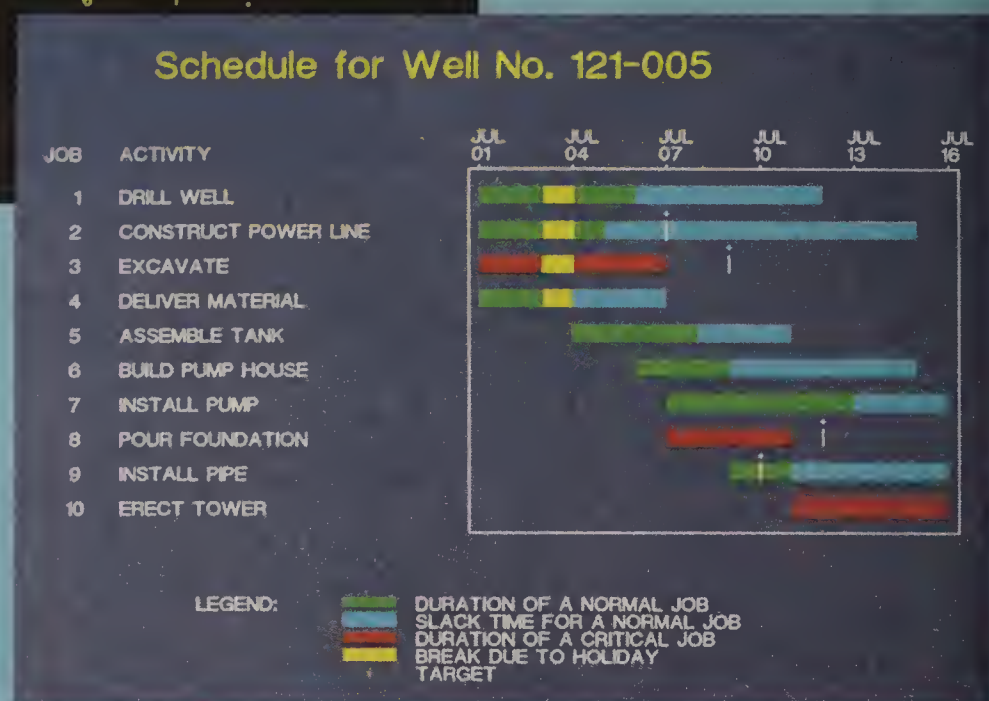 Schedule for Well No. 121-005
JOB ACTIVITY
JUL 01 JUL 04 JUL 07 JUL 10 JUL 13 JUL 16
1 DRILL WELL
2 CONSTRUCT POWER LINE
3 EXCAVATE
4 DELIVER MATERIAL
5 ASSEMBLE TANK
6 BUILD PUMP HOUSE
7 INSTALL PUMP
8 POUR FOUNDATION
9 INSTALL PIPE
10 ERECT TOWER
LEGEND:
DURATION OF A NORMAL JOB
SLACK TIME FOR A NORMAL JOB
DURATION OF A CRITICAL JOB
BREAK DUE TO HOLIDAY
TARGET